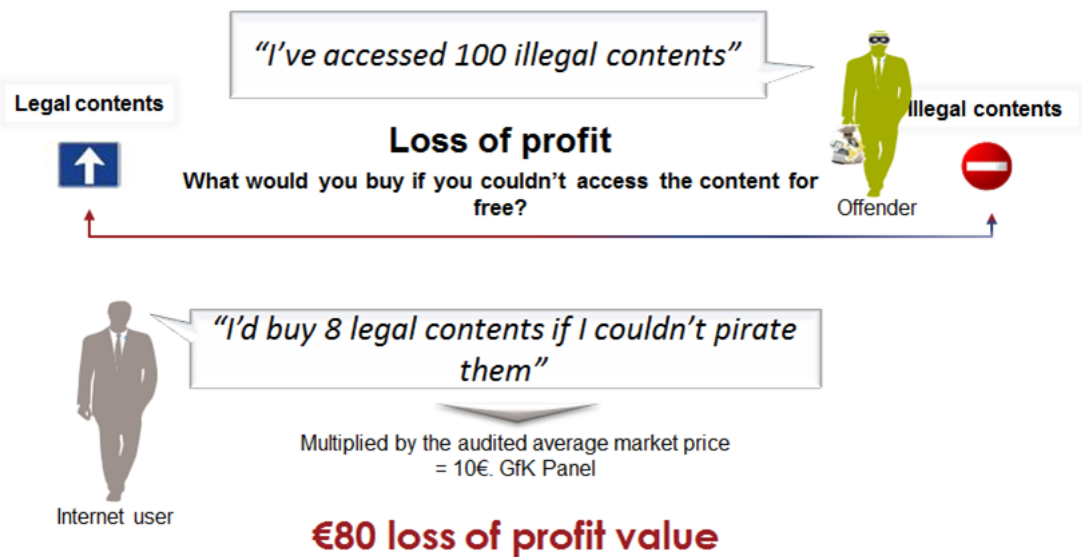 “I’ve accessed 100 illegal contents”
Legal contents
Illegal contents
Loss of profit
What would you buy if you couldn’t access the content for
free?
Offender
“I’d buy 8 legal contents if I couldn’t pirate
them”
Multiplied by the audited average market price
= 10€. GfK Panel
Internet user
€80 loss of profit value